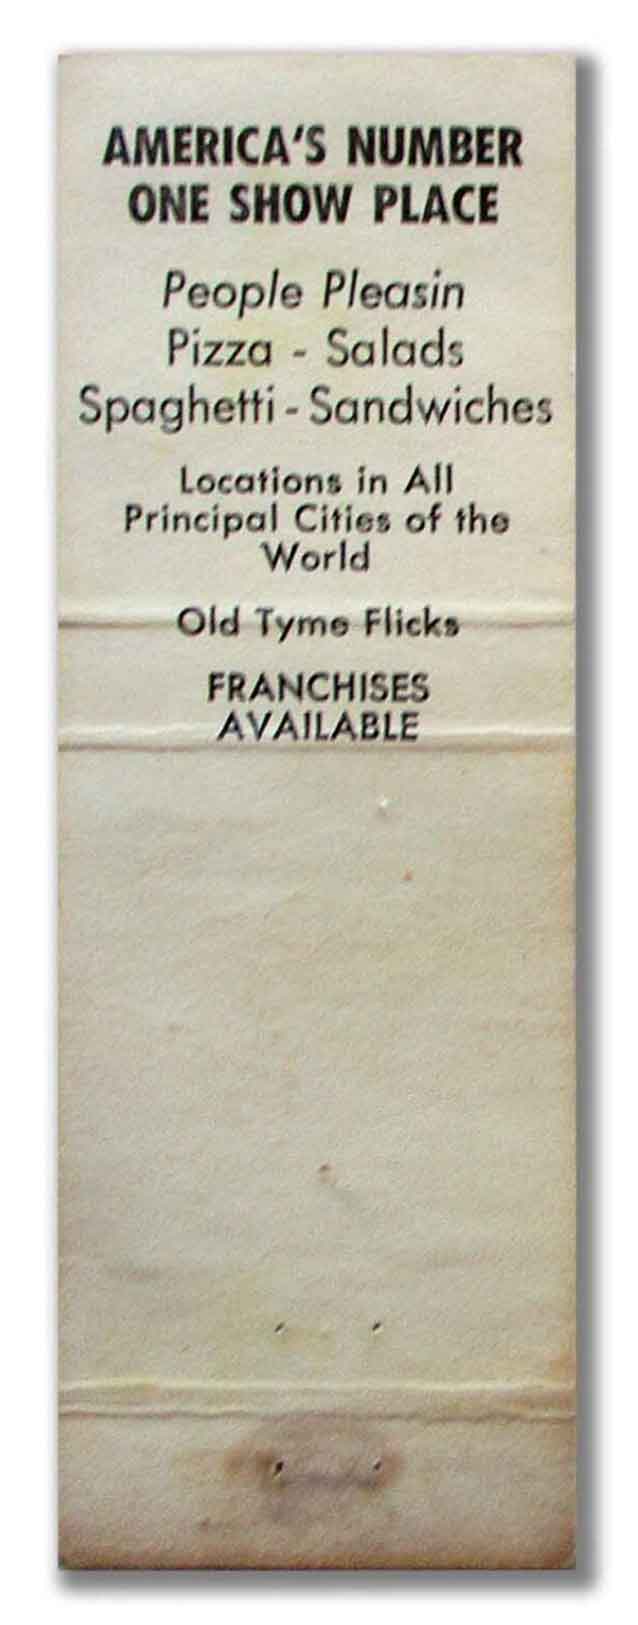 AMERICA'S NUMBER
ONE SHOW PLACE
People Pleasin
Pizza - Salads
Spaghetti - Sandwiches
Locations in All
Principal Cities of the
World
Old Tyme Flicks
FRANCHISES
AVAILABLE